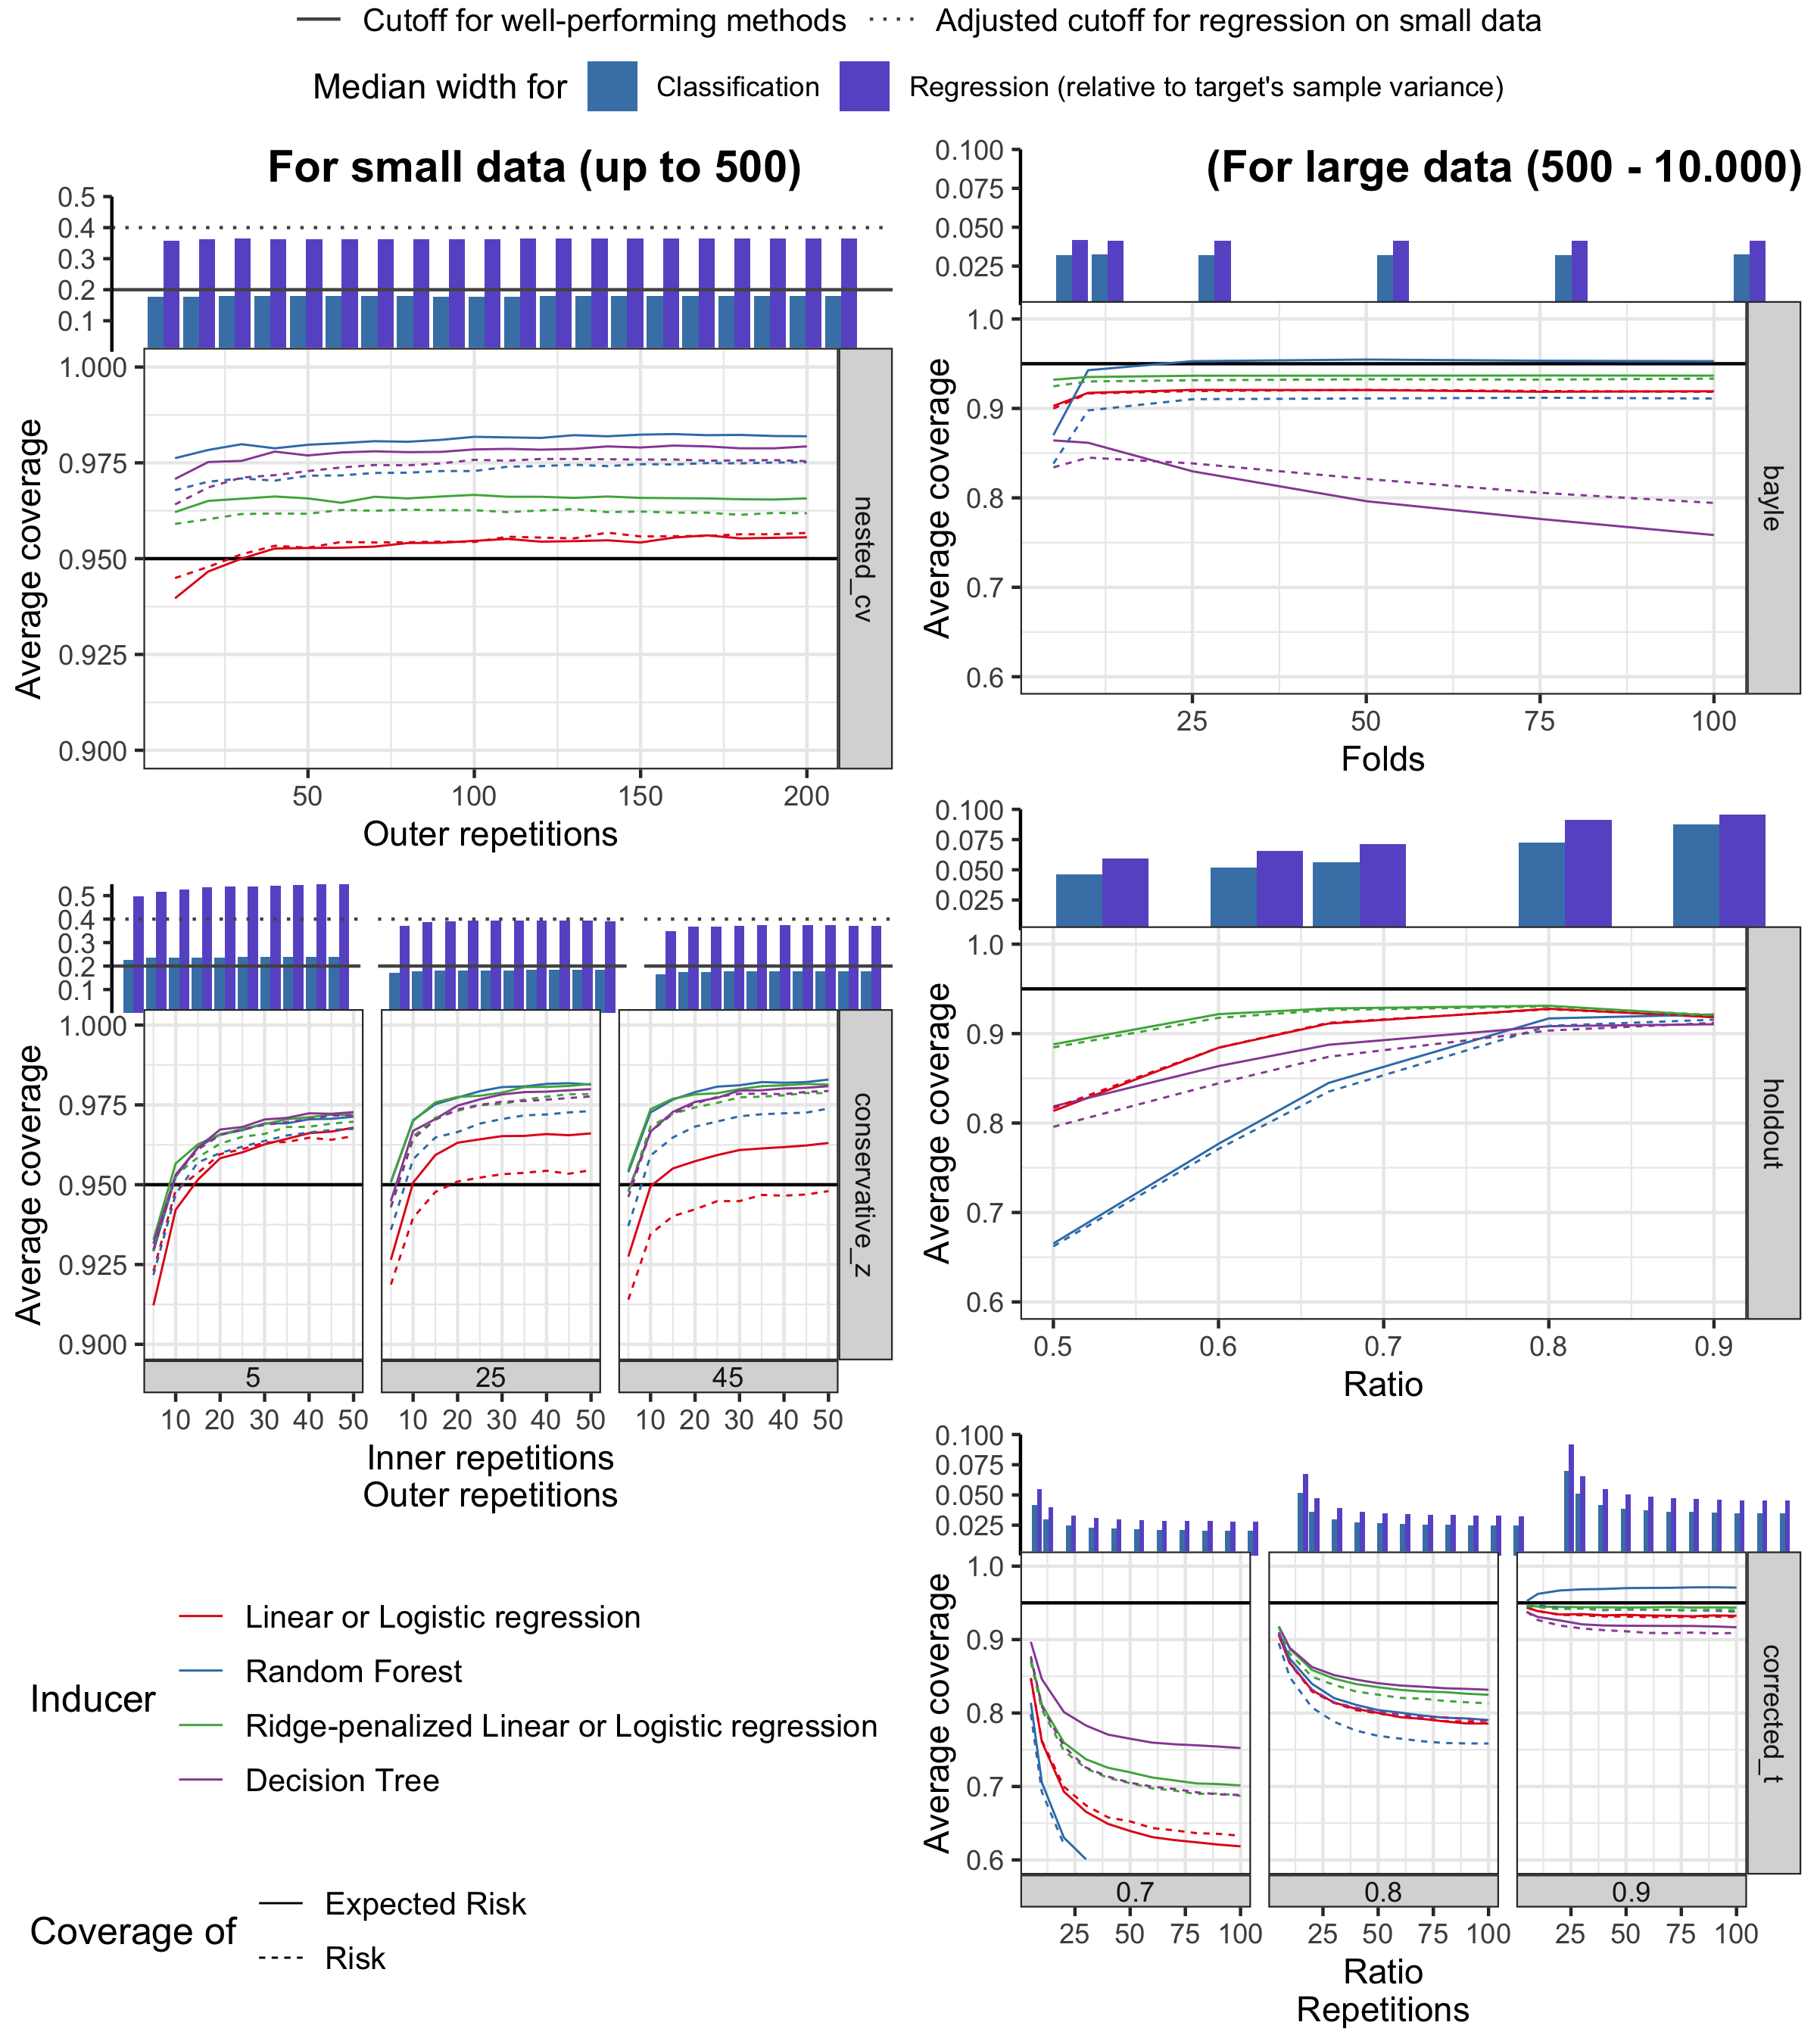 Cutoff for well-performing methods Adjusted cutoff for regression on small data
Median width for Classification Regression (relative to target's sample variance)
For small data (up to 500)
0.5
0.4
0.3
0.2
0.1
1.000
0.975
0.950
0.925
0.900
Average coverage
nested_cv
50 100 150 200
Outer repetitions
0.5
0.4
0.3
0.2
0.1
1.000
0.975
0.950
0.925
0.900
Average coverage
conservative_z
5 25 45
10 20 30 40 50 10 20 30 40 50 10 20 30 40 50
Inner repetitions
Outer repetitions
Inducer
Linear or Logistic regression
Random Forest
Ridge-penalized Linear or Logistic regression
Decision Tree
Coverage of
Expected Risk
Risk
(For large data (500 - 10.000)
0.100
0.075
0.050
0.025
1.0
0.9
0.8
0.7
0.6
Average coverage
bayle
25 50 75 100
Folds
0.100
0.075
0.050
0.025
1.0
0.9
0.8
0.7
0.6
Average coverage
holdout
0.5 0.6 0.7 0.8 0.9
Ratio
0.100
0.075
0.050
0.025
1.0
0.9
0.8
0.7
0.6
Average coverage
corrected_t
0.7 0.8 0.9
25 50 75 100 25 50 75 100 25 50 75 100
Ratio
Repetitions